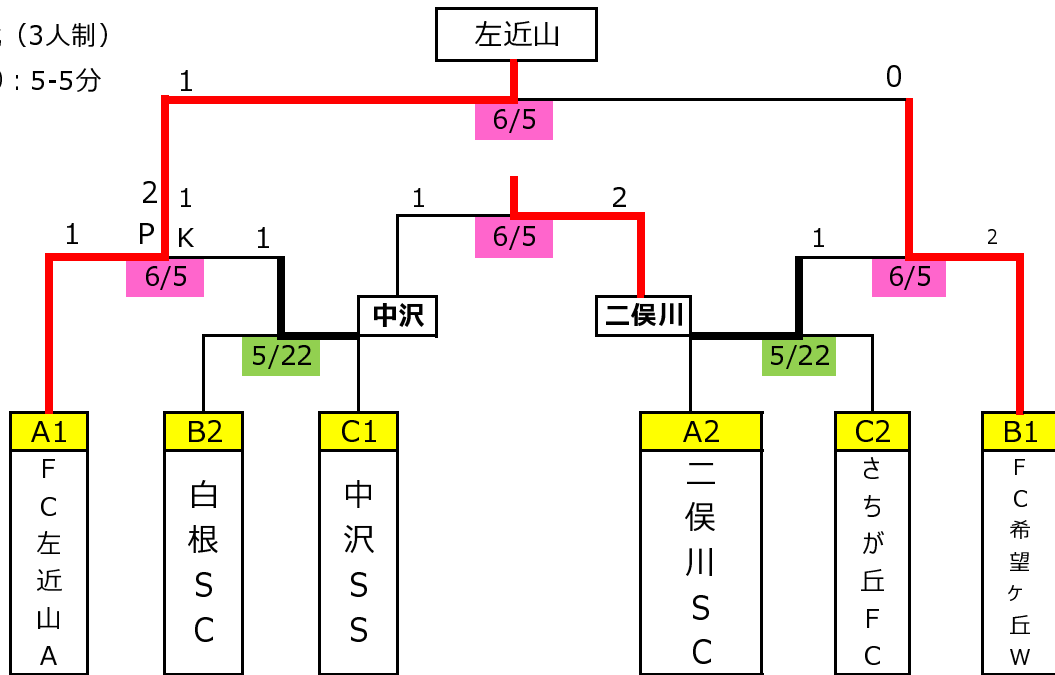 左近山
（3人制）
：5-5分
1
0
6/5
2
1
1
2
1
P
K
1
6/5
1
2
6/5
6/5
中沢
二俣川
5/22
5/22
A1
B2
C1
A2
C2
B1
FC左近山A
白根SC
中沢SS
二俣川SC
さちが丘FC
FC希望ヶ丘W